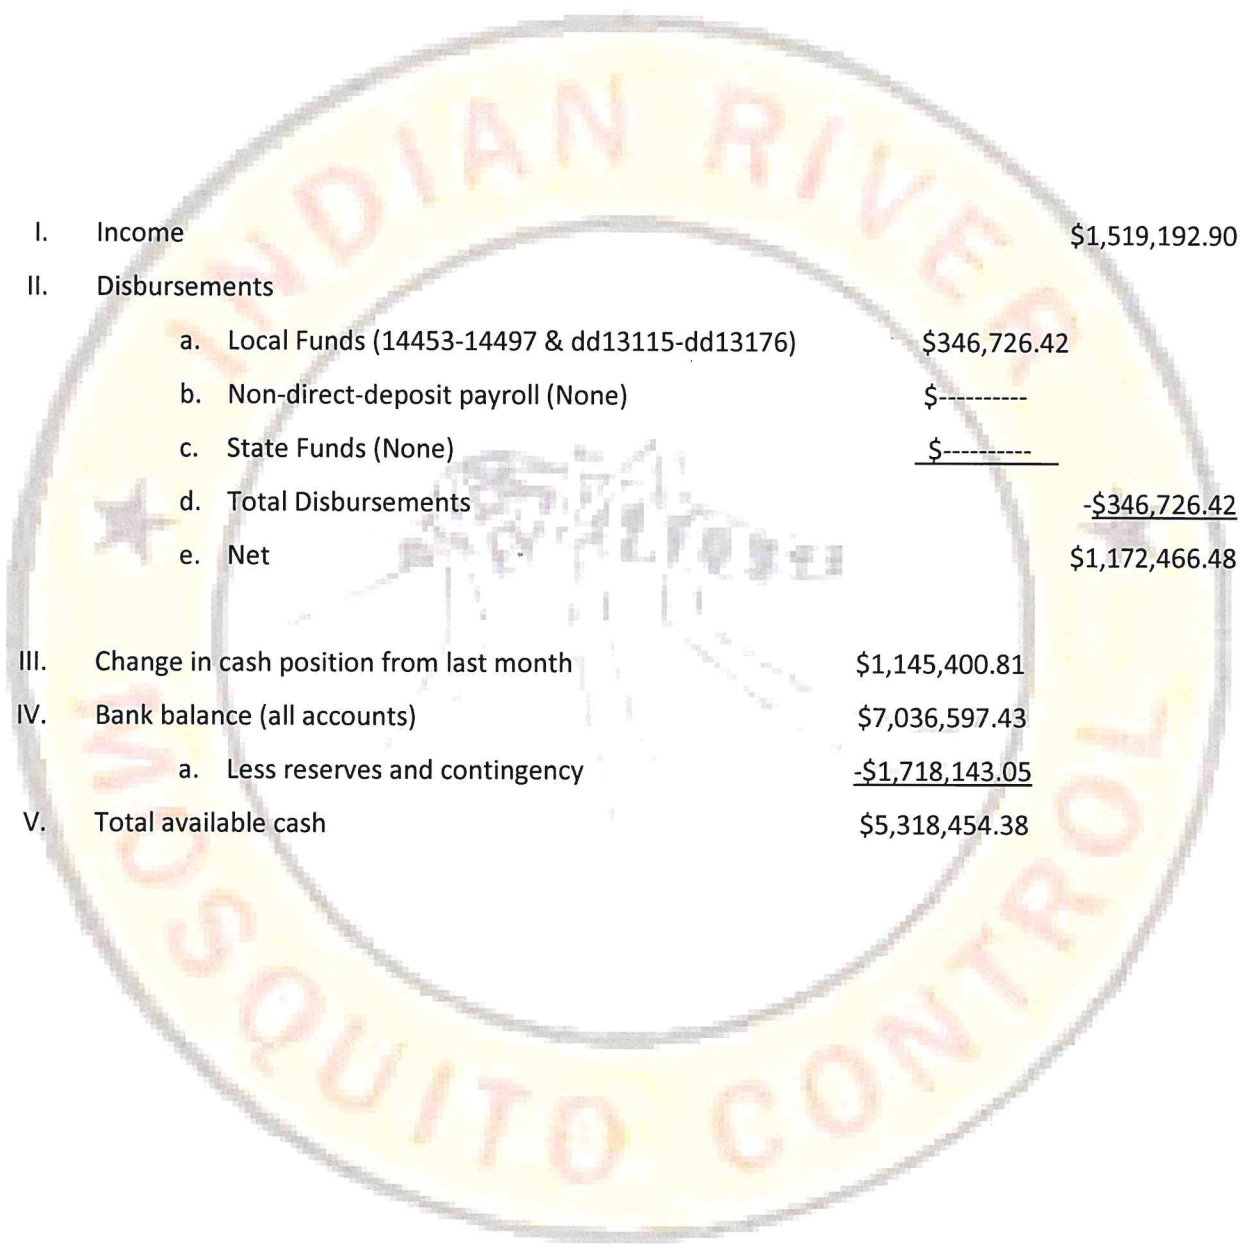 INDIAN RIVER
I. Income $1,519,192.90
II. Disbursements
a. Local Funds (14453-14497 & dd13115-dd13176) $346,726.42
b. Non-direct-deposit payroll (None) $----------
c. State Funds (None) $----------
d. Total Disbursements -$346,726.42
e. Net $1,172,466.48
III. Change in cash position from last month $1,145,400.81
IV. Bank balance (all accounts) $7,036,597.43
a. Less reserves and contingency -$1,718,143.05
V. Total available cash $5,318,454.38
MOSQUITO CONTROL